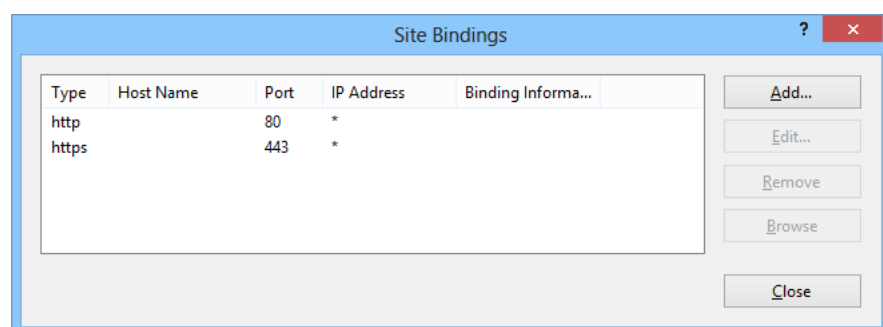 Site Bindings
? ×
Type Host Name Port IP Address Binding Informa...
http 80 *
https 443 *
Add...
Edit...
Remove
Browse
Close